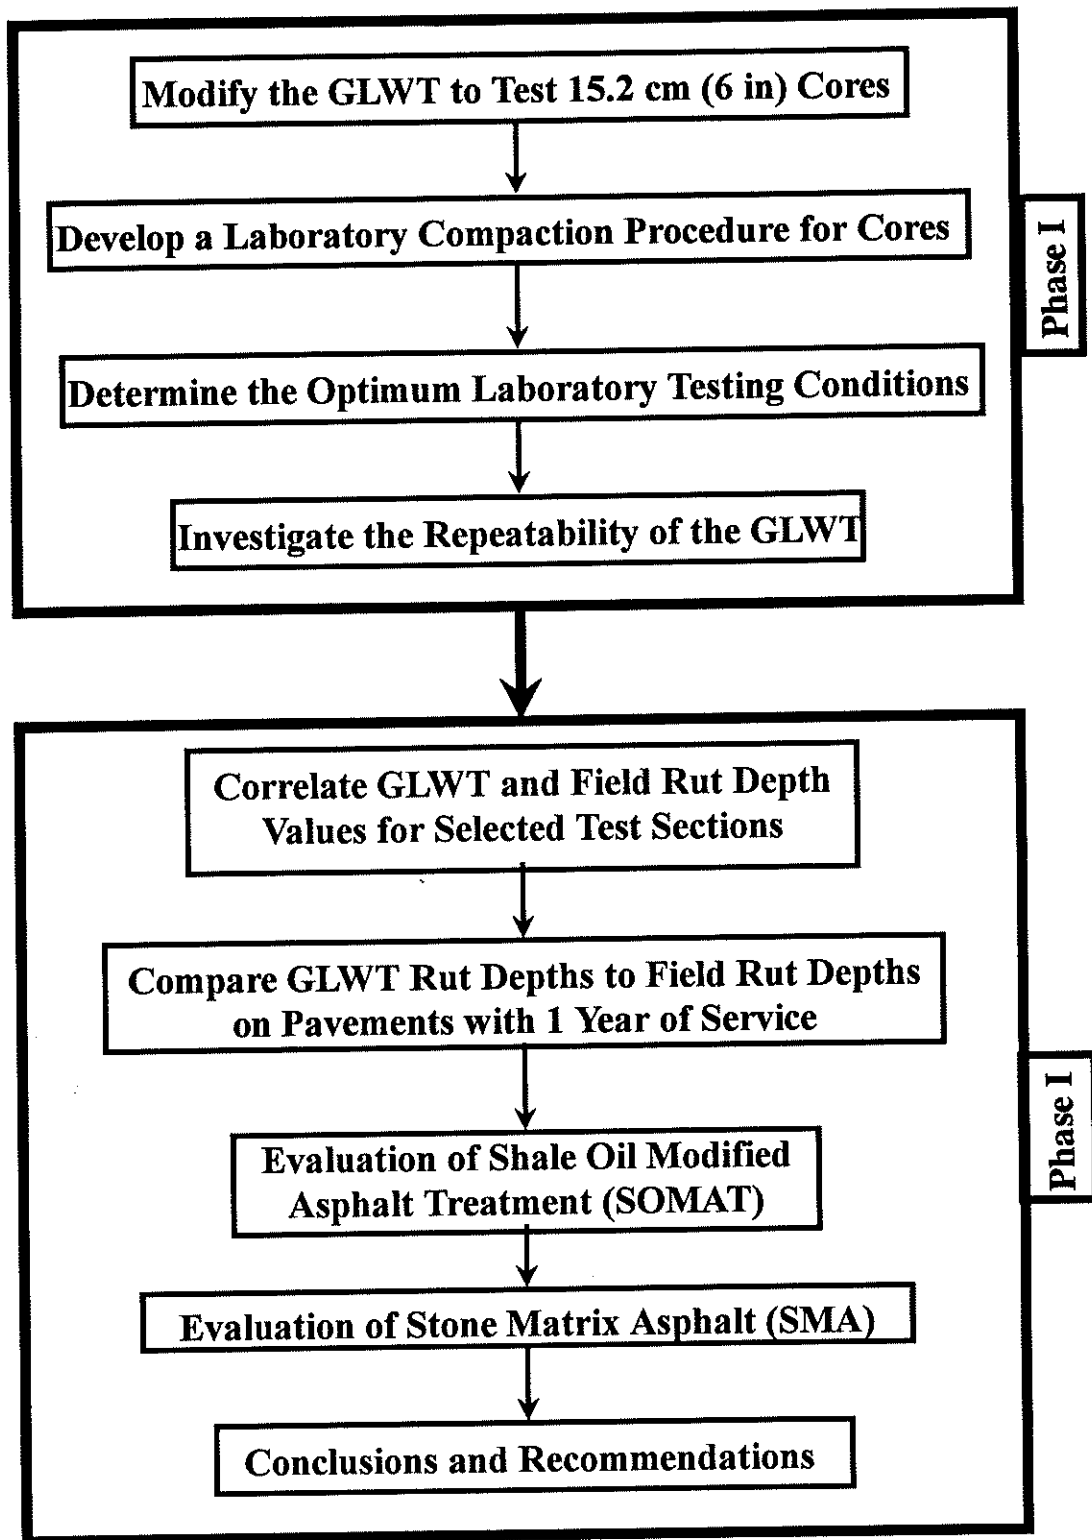 Modify the GLWT to Test 15.2 cm (6 in) Cores
Develop a Laboratory Compaction Procedure for Cores
Determine the Optimum Laboratory Testing Conditions
Investigate the Repeatability of the GLWT
Phase I
Correlate GLWT and Field Rut Depth
Values for Selected Test Sections
Compare GLWT Rut Depths to Field Rut Depths
on Pavements with 1 Year of Service
Evaluation of Shale Oil Modified
Asphalt Treatment (SOMAT)
Evaluation of Stone Matrix Asphalt (SMA)
Conclusions and Recommendations
Phase I